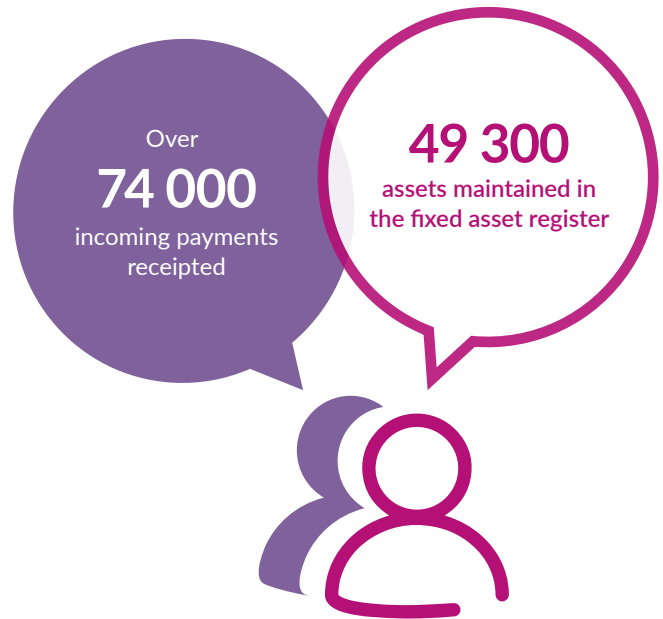 Over
74 000
incoming payments
receipted
49 300
assets maintained in
the fixed asset register